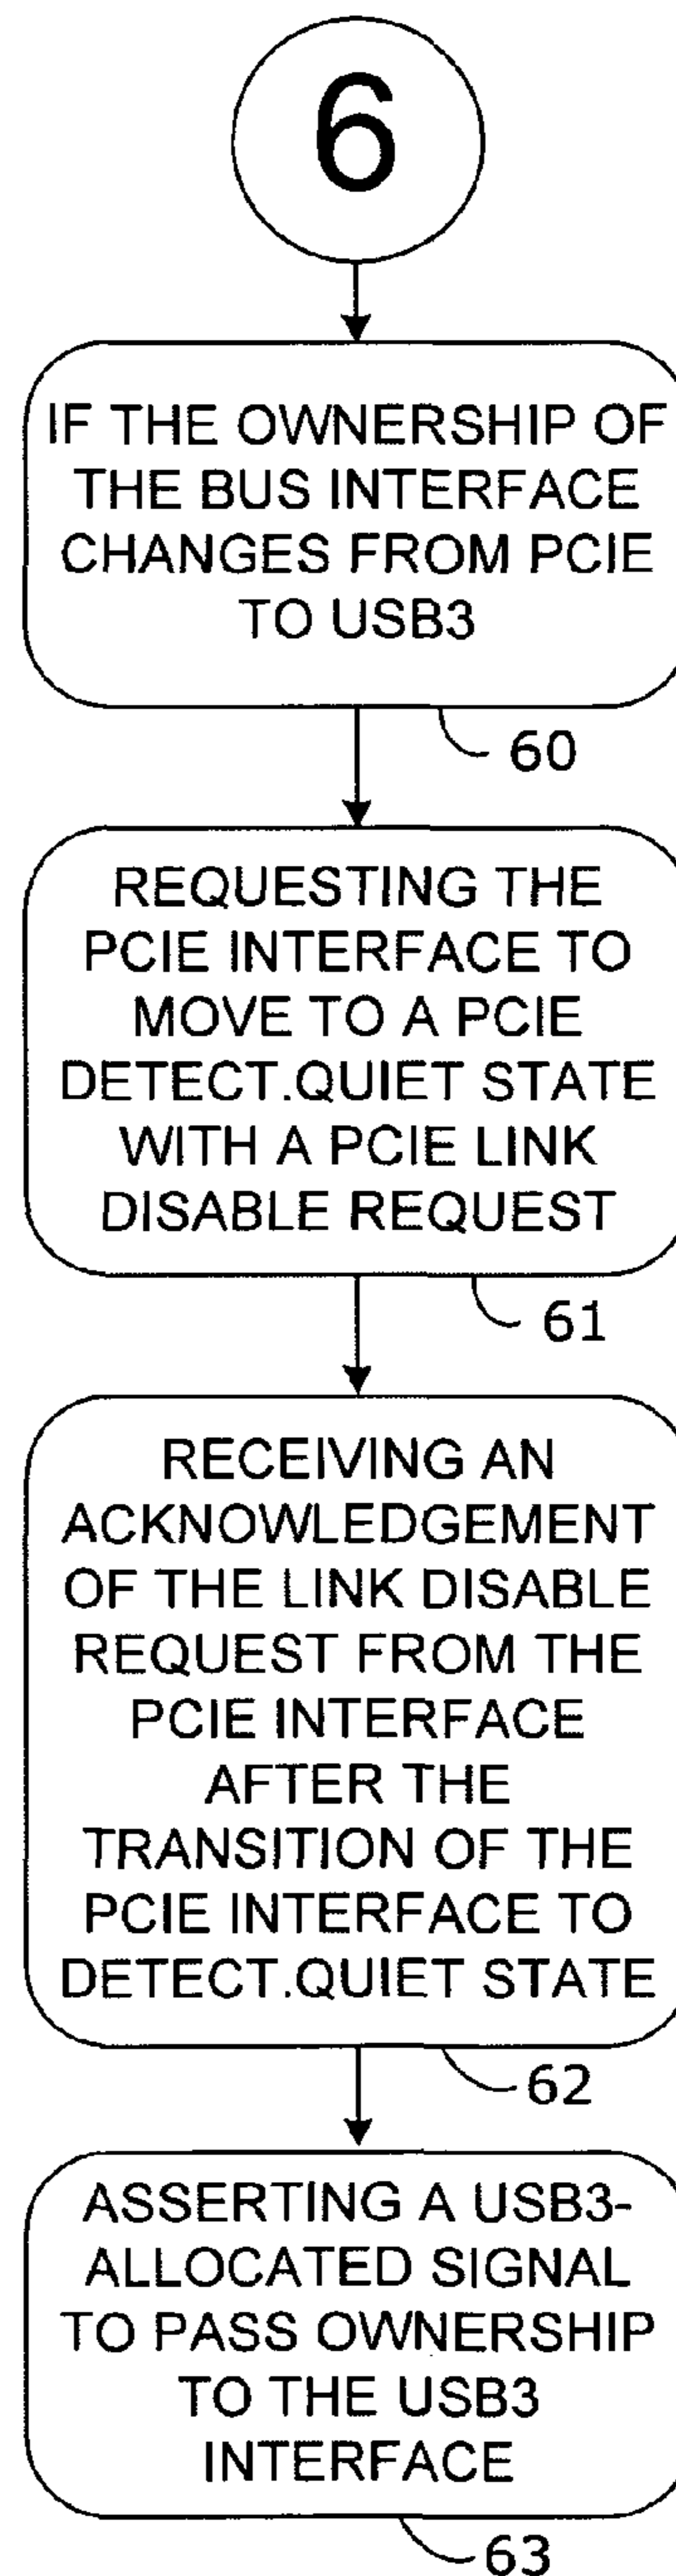 6
IF THE OWNERSHIP OF
THE BUS INTERFACE
CHANGES FROM PCIE
TO USB3
60
REQUESTING THE
PCIE INTERFACE TO
MOVE TO A PCIE
DETECT.QUIET STATE
WITH A PCIE LINK
DISABLE REQUEST
61
RECEIVING AN
ACKNOWLEDGEMENT
OF THE LINK DISABLE
REQUEST FROM THE
PCIE INTERFACE
AFTER THE
TRANSITION OF THE
PCIE INTERFACE TO
DETECT.QUIET STATE
62
ASSERTING A USB3-
ALLOCATED SIGNAL
TO PASS OWNERSHIP
TO THE USB3
INTERFACE
63